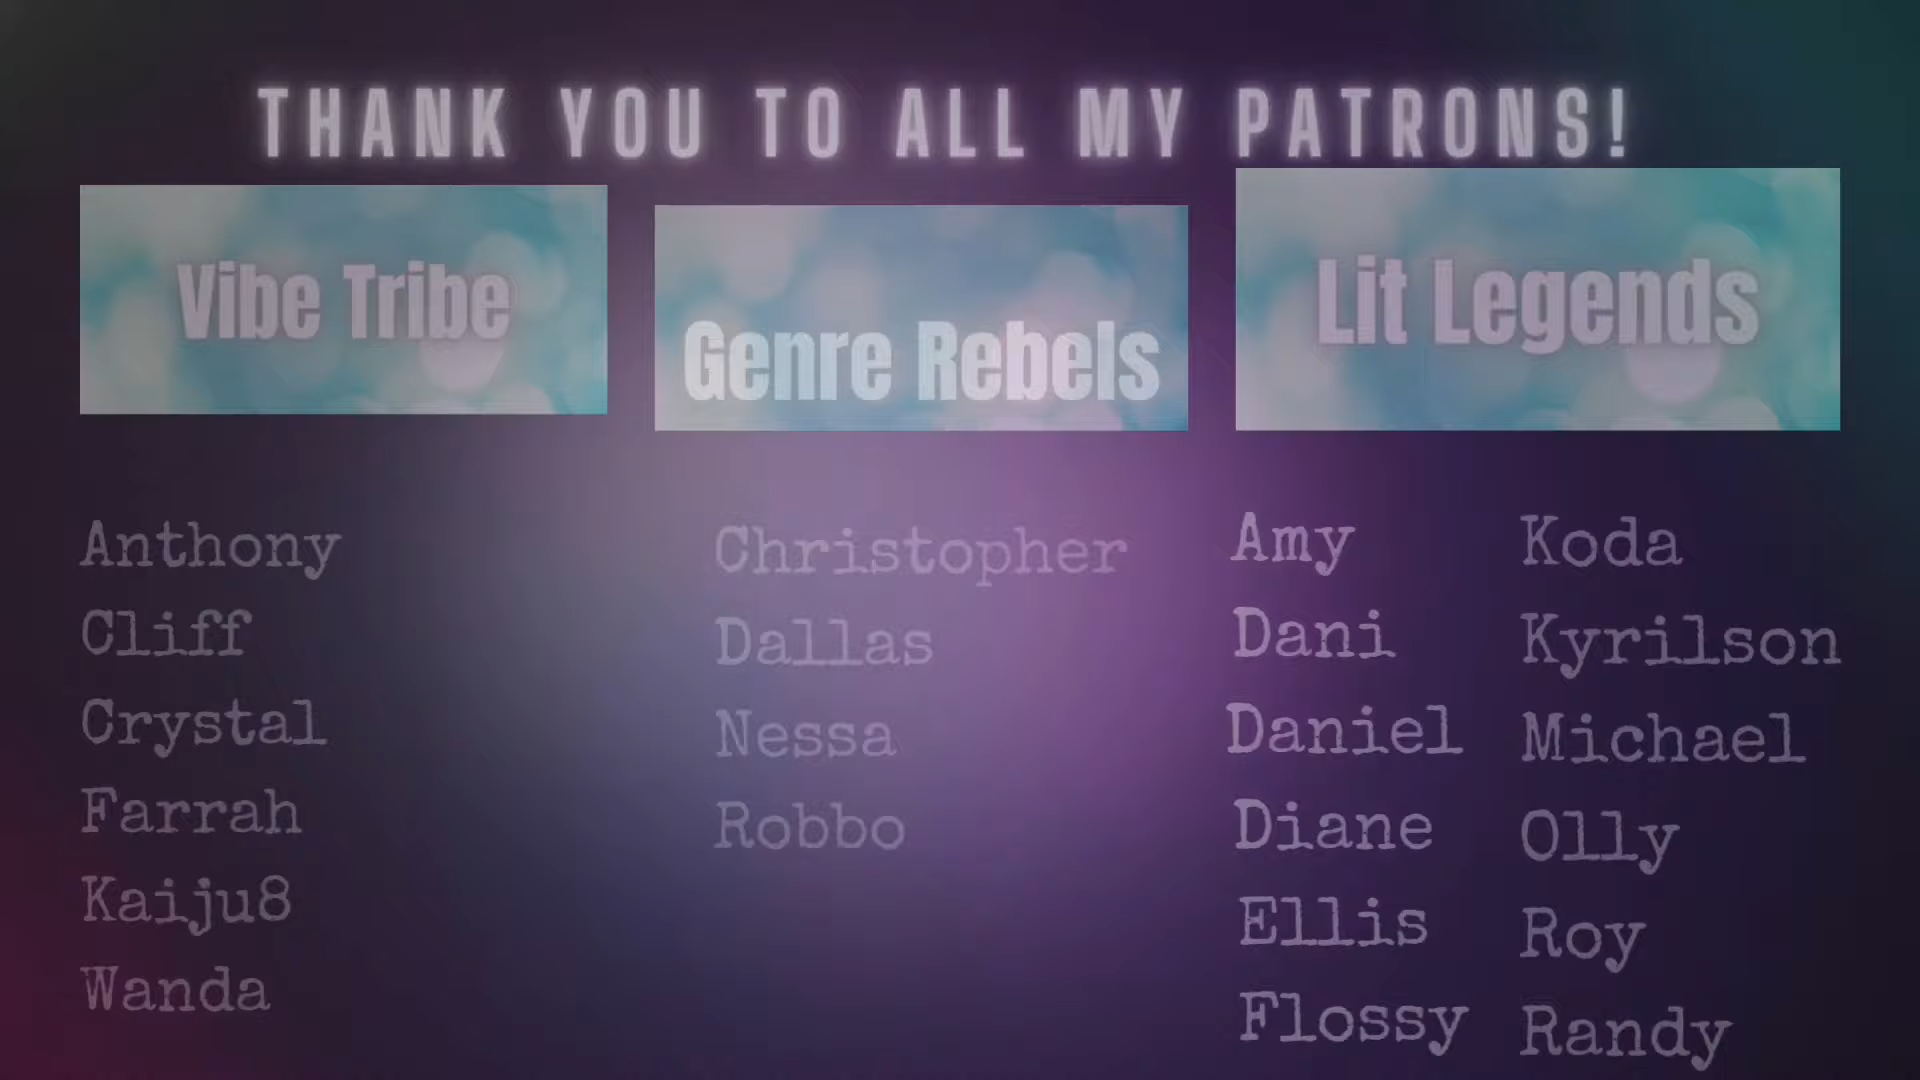 THANK YOU TO ALL MY PATRONS!
Vibe Tribe
Anthony
Cliff
Crystal
Farrah
Kaiju8
Wanda
Genre Rebels
Christopher
Dallas
Nessa
Robbo
Lit Legends
Amy
Dani
Daniel
Diane
Ellis
Flossy
Koda
Kyrilson
Michael
Olly
Roy
Randy